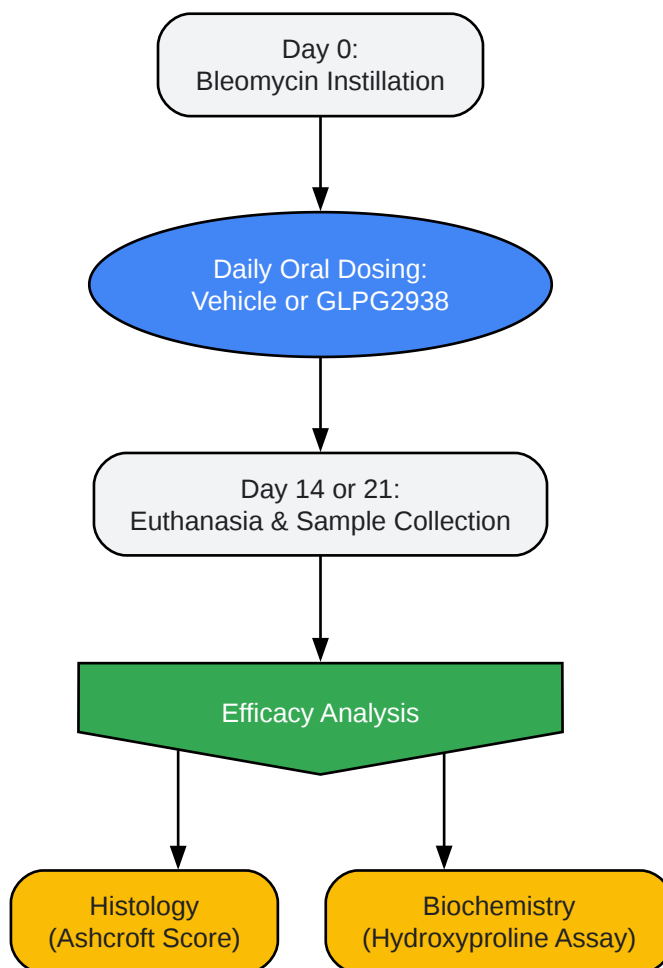 Day 0:
Bleomycin Instillation
Daily Oral Dosing:
Vehicle or GLPG2938
Day 14 or 21:
Euthanasia & Sample Collection
Efficacy Analysis
Histology
(Ashcroft Score)
Biochemistry
(Hydroxyproline Assay)